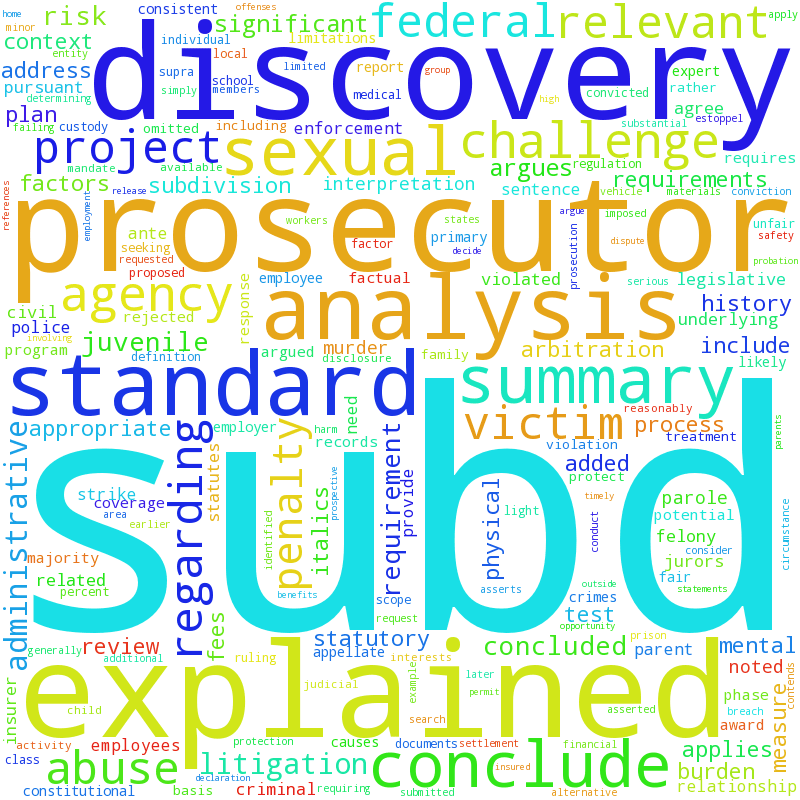 home
minor
risk
consistent
significant
offenses
federal
relevant
apply
context
entity
individual
limitations
local
discovery
address
pursuant
determining
supra
simply
school
members
limited
report
medical
group
expert
convicted
rather
agree
substantial
estoppel
plan
failing
custody
omitted
including
enforcement
project
sexual
challenge
requires
mandate
available
argues
regulation
factors
subdivision
interpretation
sentence
requirements
references
employment
release
prosecutor
workers
states
vehicle
argue
materials
imposed
conviction
ante
seeking
requested
proposed
factor
primary
decide
prosecution
dispute
unfair
safety
probation
agency
employee
factual
analysis
violated
serious
legislative
civil
police
program
involving
rejected
response
history
underlying
juvenile
definition
argued
murder
disclosure
family
arbitration
include
likely
standard
summary
reasonably
parents
administrative
appropriate
regarding
statutes
employer
penalty
harm
need
records
italics
prospective
requirement
provide
victim
process
violation
treatment
added
protect
strike
coverage
area
earlier
subd
identified
benefits
physical
light
timely
conduct
parole
potential
felony
consider
circumstance
jurors
fair
majority
related
percent
scope
request
asserts
crimes
test
outside
opportunity
statements
generally
additional
review
fees
statutory
appellate
interests
concluded
prison
parent
mental
insurer
child
explained
ruling
judicial
example
search
later
permit
asserted
noted
phase
breach
award
measure
contends
activity
class
employees
protection
causes
documents
settlement
financial
applies
constitutional
abuse
basis
litigation
declaration
criminal
requiring
conclude
submitted
insured
alternative
burden
relationship